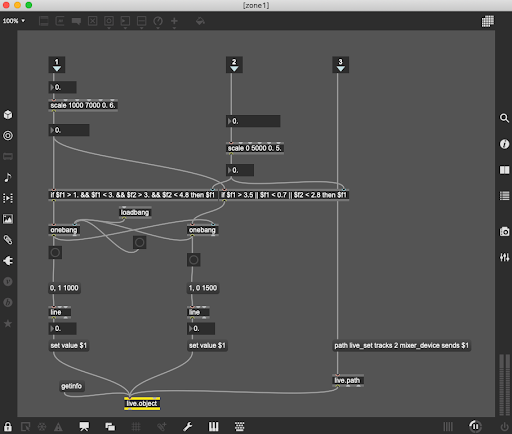 [zone1]
100%
1
2
3
0.
scale 1000 7000 0. 6.
0.
0.
scale 0 5000 0. 5.
0.
if $f1 > 1. && $f1 < 3. && $f2 > 3. && $f2 < 4.8 then $f1
if $f1 > 3.5 || $f1 < 0.7 || $f2 < 2.8 then $f1
loadbang
onebang
onebang
0, 1 1000
1, 0 1500
line
line
0.
0.
set value $1
set value $1
path live_set tracks 2 mixer_device sends $1
live.path
getinfo
live.object